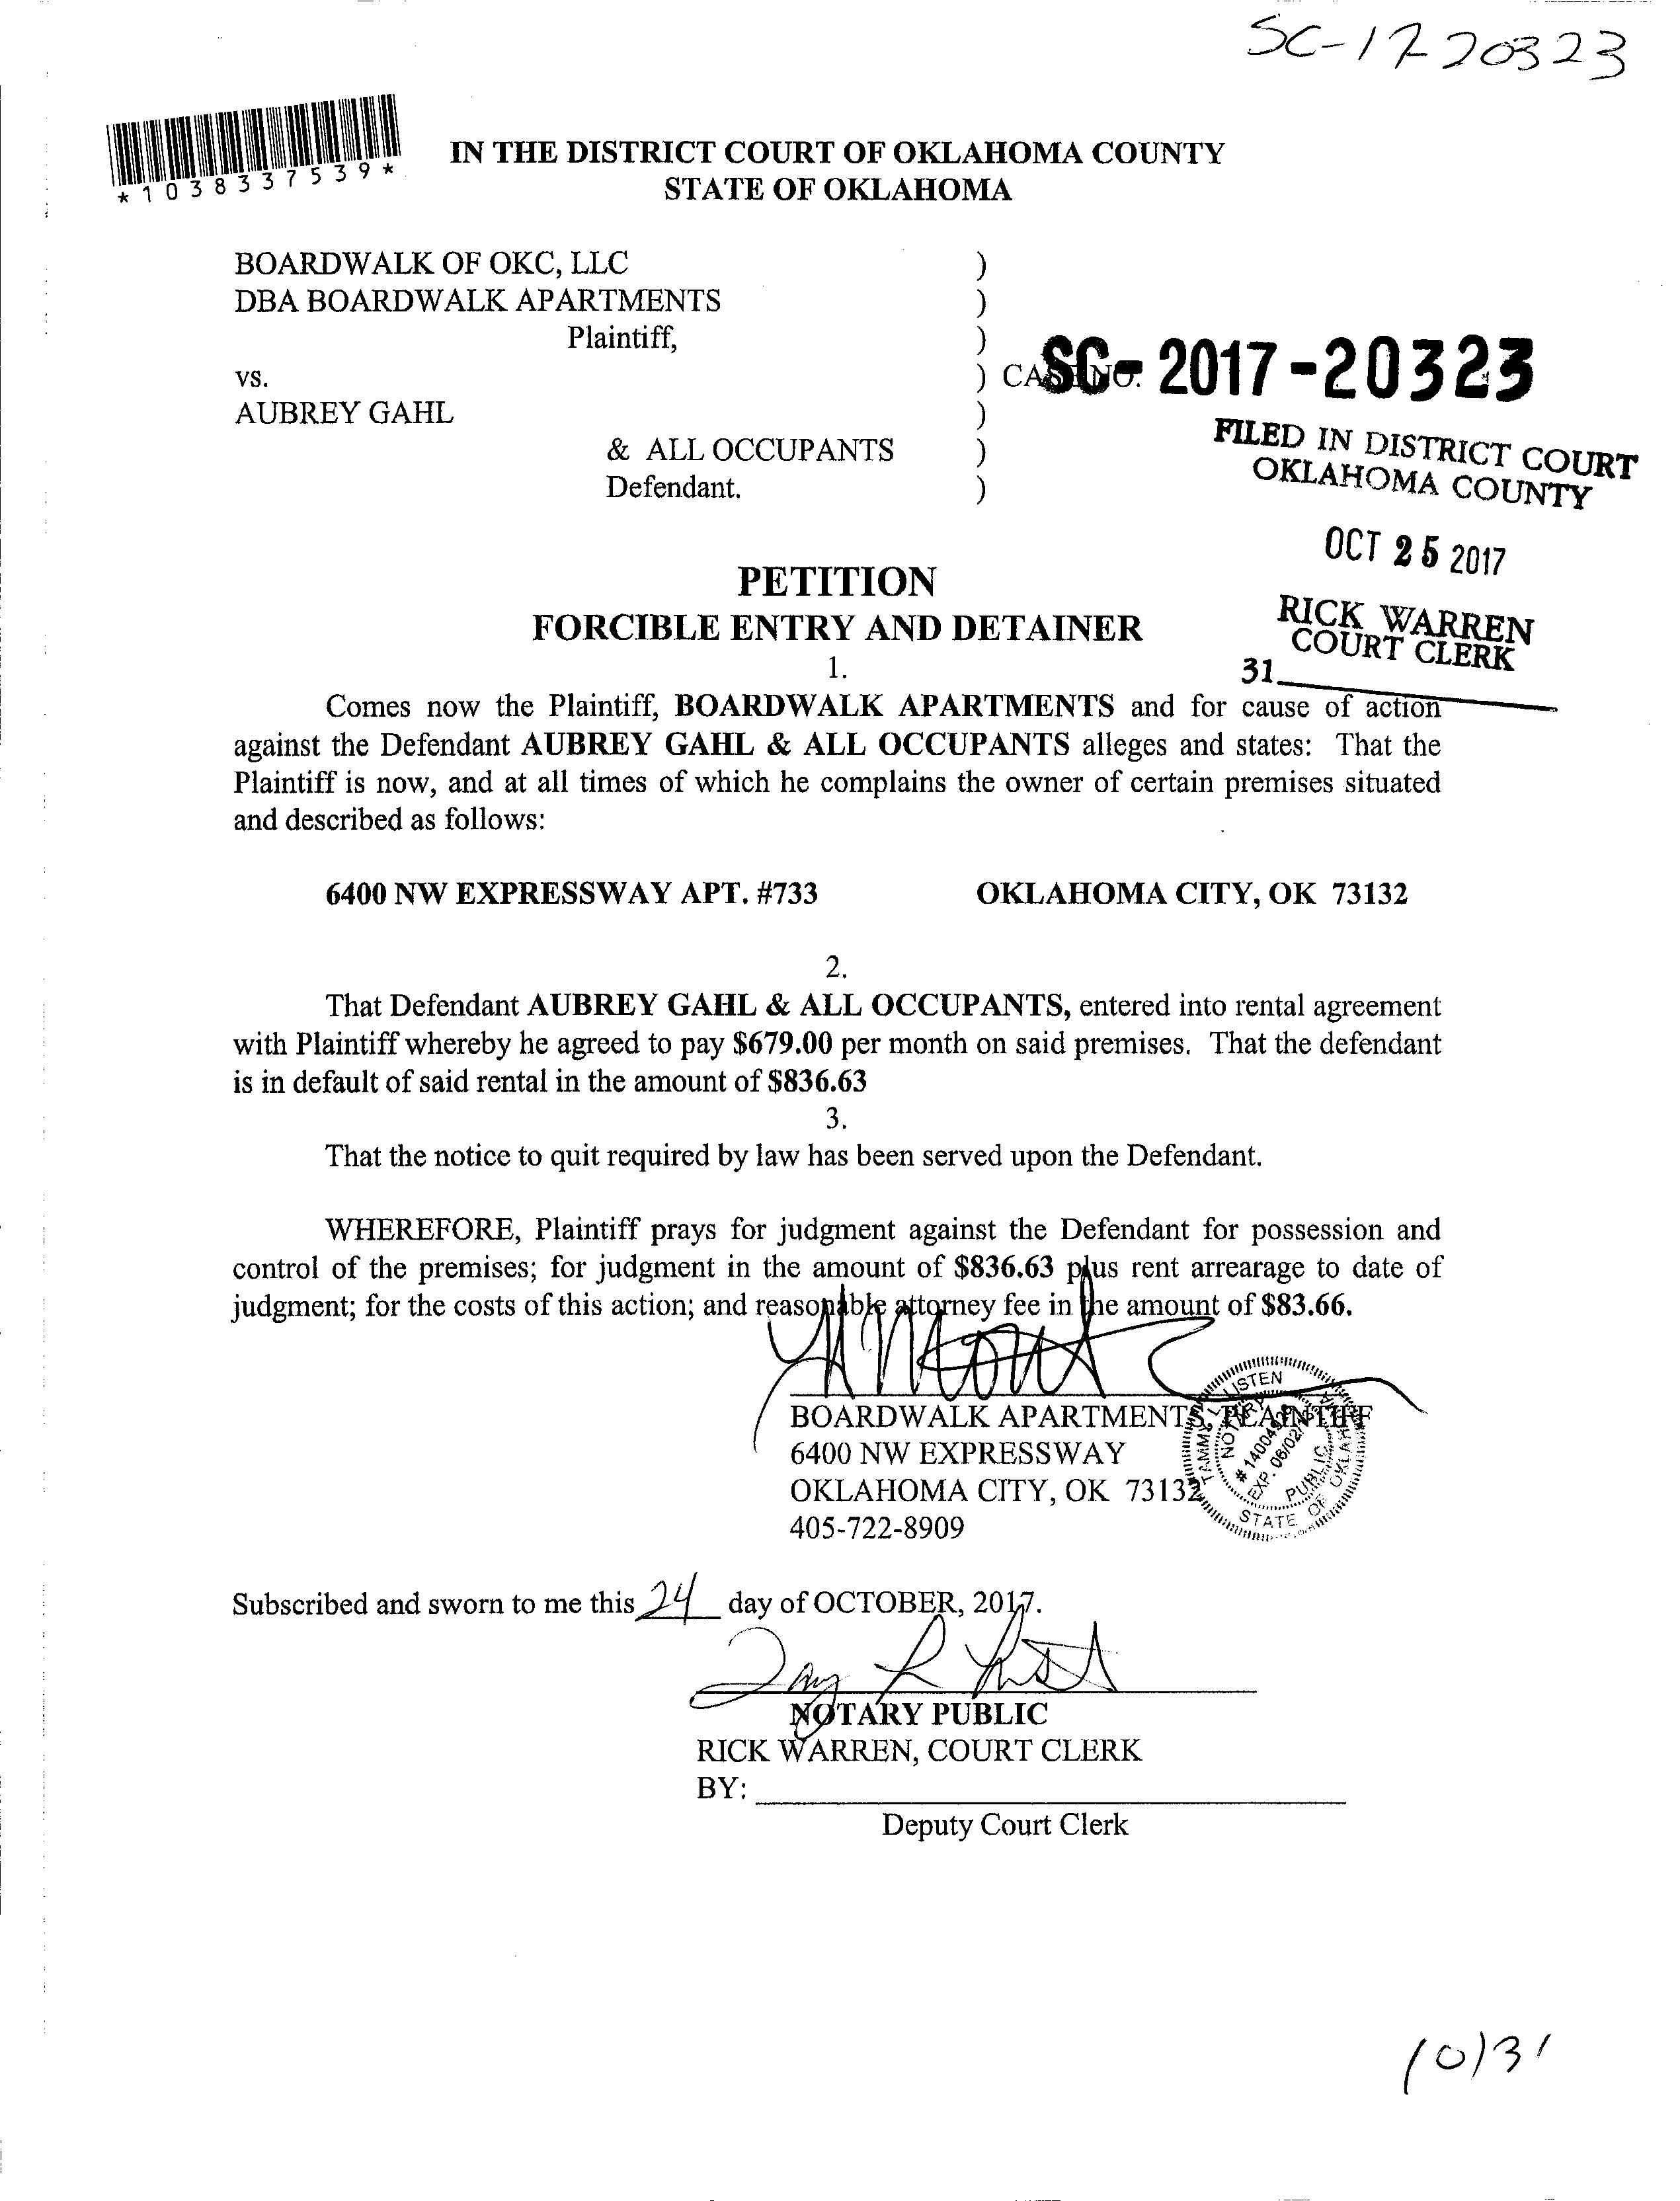 SC-17 20323
*1038337539*
IN THE DISTRICT COURT OF OKLAHOMA COUNTY
STATE OF OKLAHOMA
BOARDWALK OF OKC, LLC )
DBA BOARDWALK APARTMENTS )
Plaintiff, )
vs. ) CASE NO. SC-2017-20323
AUBREY GAHL )
& ALL OCCUPANTS )
Defendant. )
FILED IN DISTRICT COURT
OKLAHOMA COUNTY
OCT 25 2017
RICK WARREN
COURT CLERK
31
PETITION
FORCIBLE ENTRY AND DETAINER
1.
Comes now the Plaintiff, BOARDWALK APARTMENTS and for cause of action
against the Defendant AUBREY GAHL & ALL OCCUPANTS alleges and states: That the
Plaintiff is now, and at all times of which he complains the owner of certain premises situated
and described as follows:
6400 NW EXPRESSWAY APT. #733 OKLAHOMA CITY, OK 73132
2.
That Defendant AUBREY GAHL & ALL OCCUPANTS, entered into rental agreement
with Plaintiff whereby he agreed to pay $679.00 per month on said premises. That the defendant
is in default of said rental in the amount of $836.63
3.
That the notice to quit required by law has been served upon the Defendant.
WHEREFORE, Plaintiff prays for judgment against the Defendant for possession and
control of the premises; for judgment in the amount of $836.63 plus rent arrearage to date of
judgment; for the costs of this action; and reasonable attorney fee in the amount of $83.66.
BOARDWALK APARTMENTS, PLAINTIFF
6400 NW EXPRESSWAY
OKLAHOMA CITY, OK 73132
405-722-8909
TAMMY L LISTEN
NOTARY PUBLIC
EXP. 06/02/
STATE OF OKLAHOMA
Subscribed and sworn to me this 24 day of OCTOBER, 2017.
NOTARY PUBLIC
RICK WARREN, COURT CLERK
BY:
Deputy Court Clerk
10/31